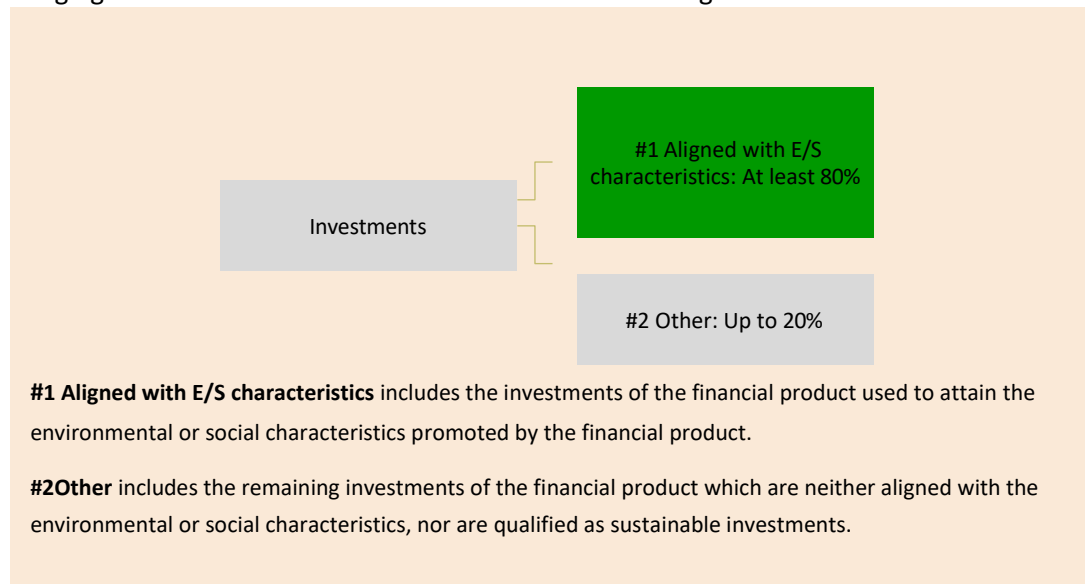 #1 Aligned with E/S
characteristics: At least 80%
Investments
#2 Other: Up to 20%
#1 Aligned with E/S characteristics includes the investments of the financial product used to attain the
environmental or social characteristics promoted by the financial product.
#2Other includes the remaining investments of the financial product which are neither aligned with the
environmental or social characteristics, nor are qualified as sustainable investments.